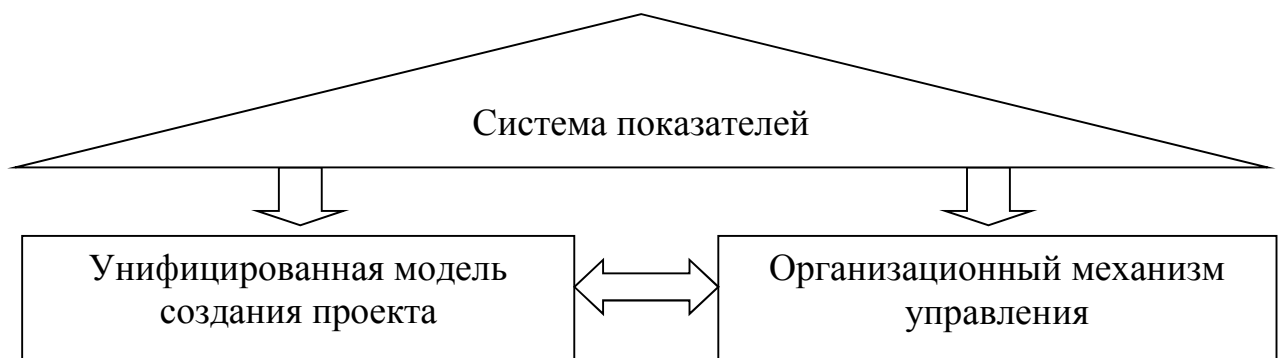 Система показателей
Унифицированная модель
создания проекта
Организационный механизм
управления